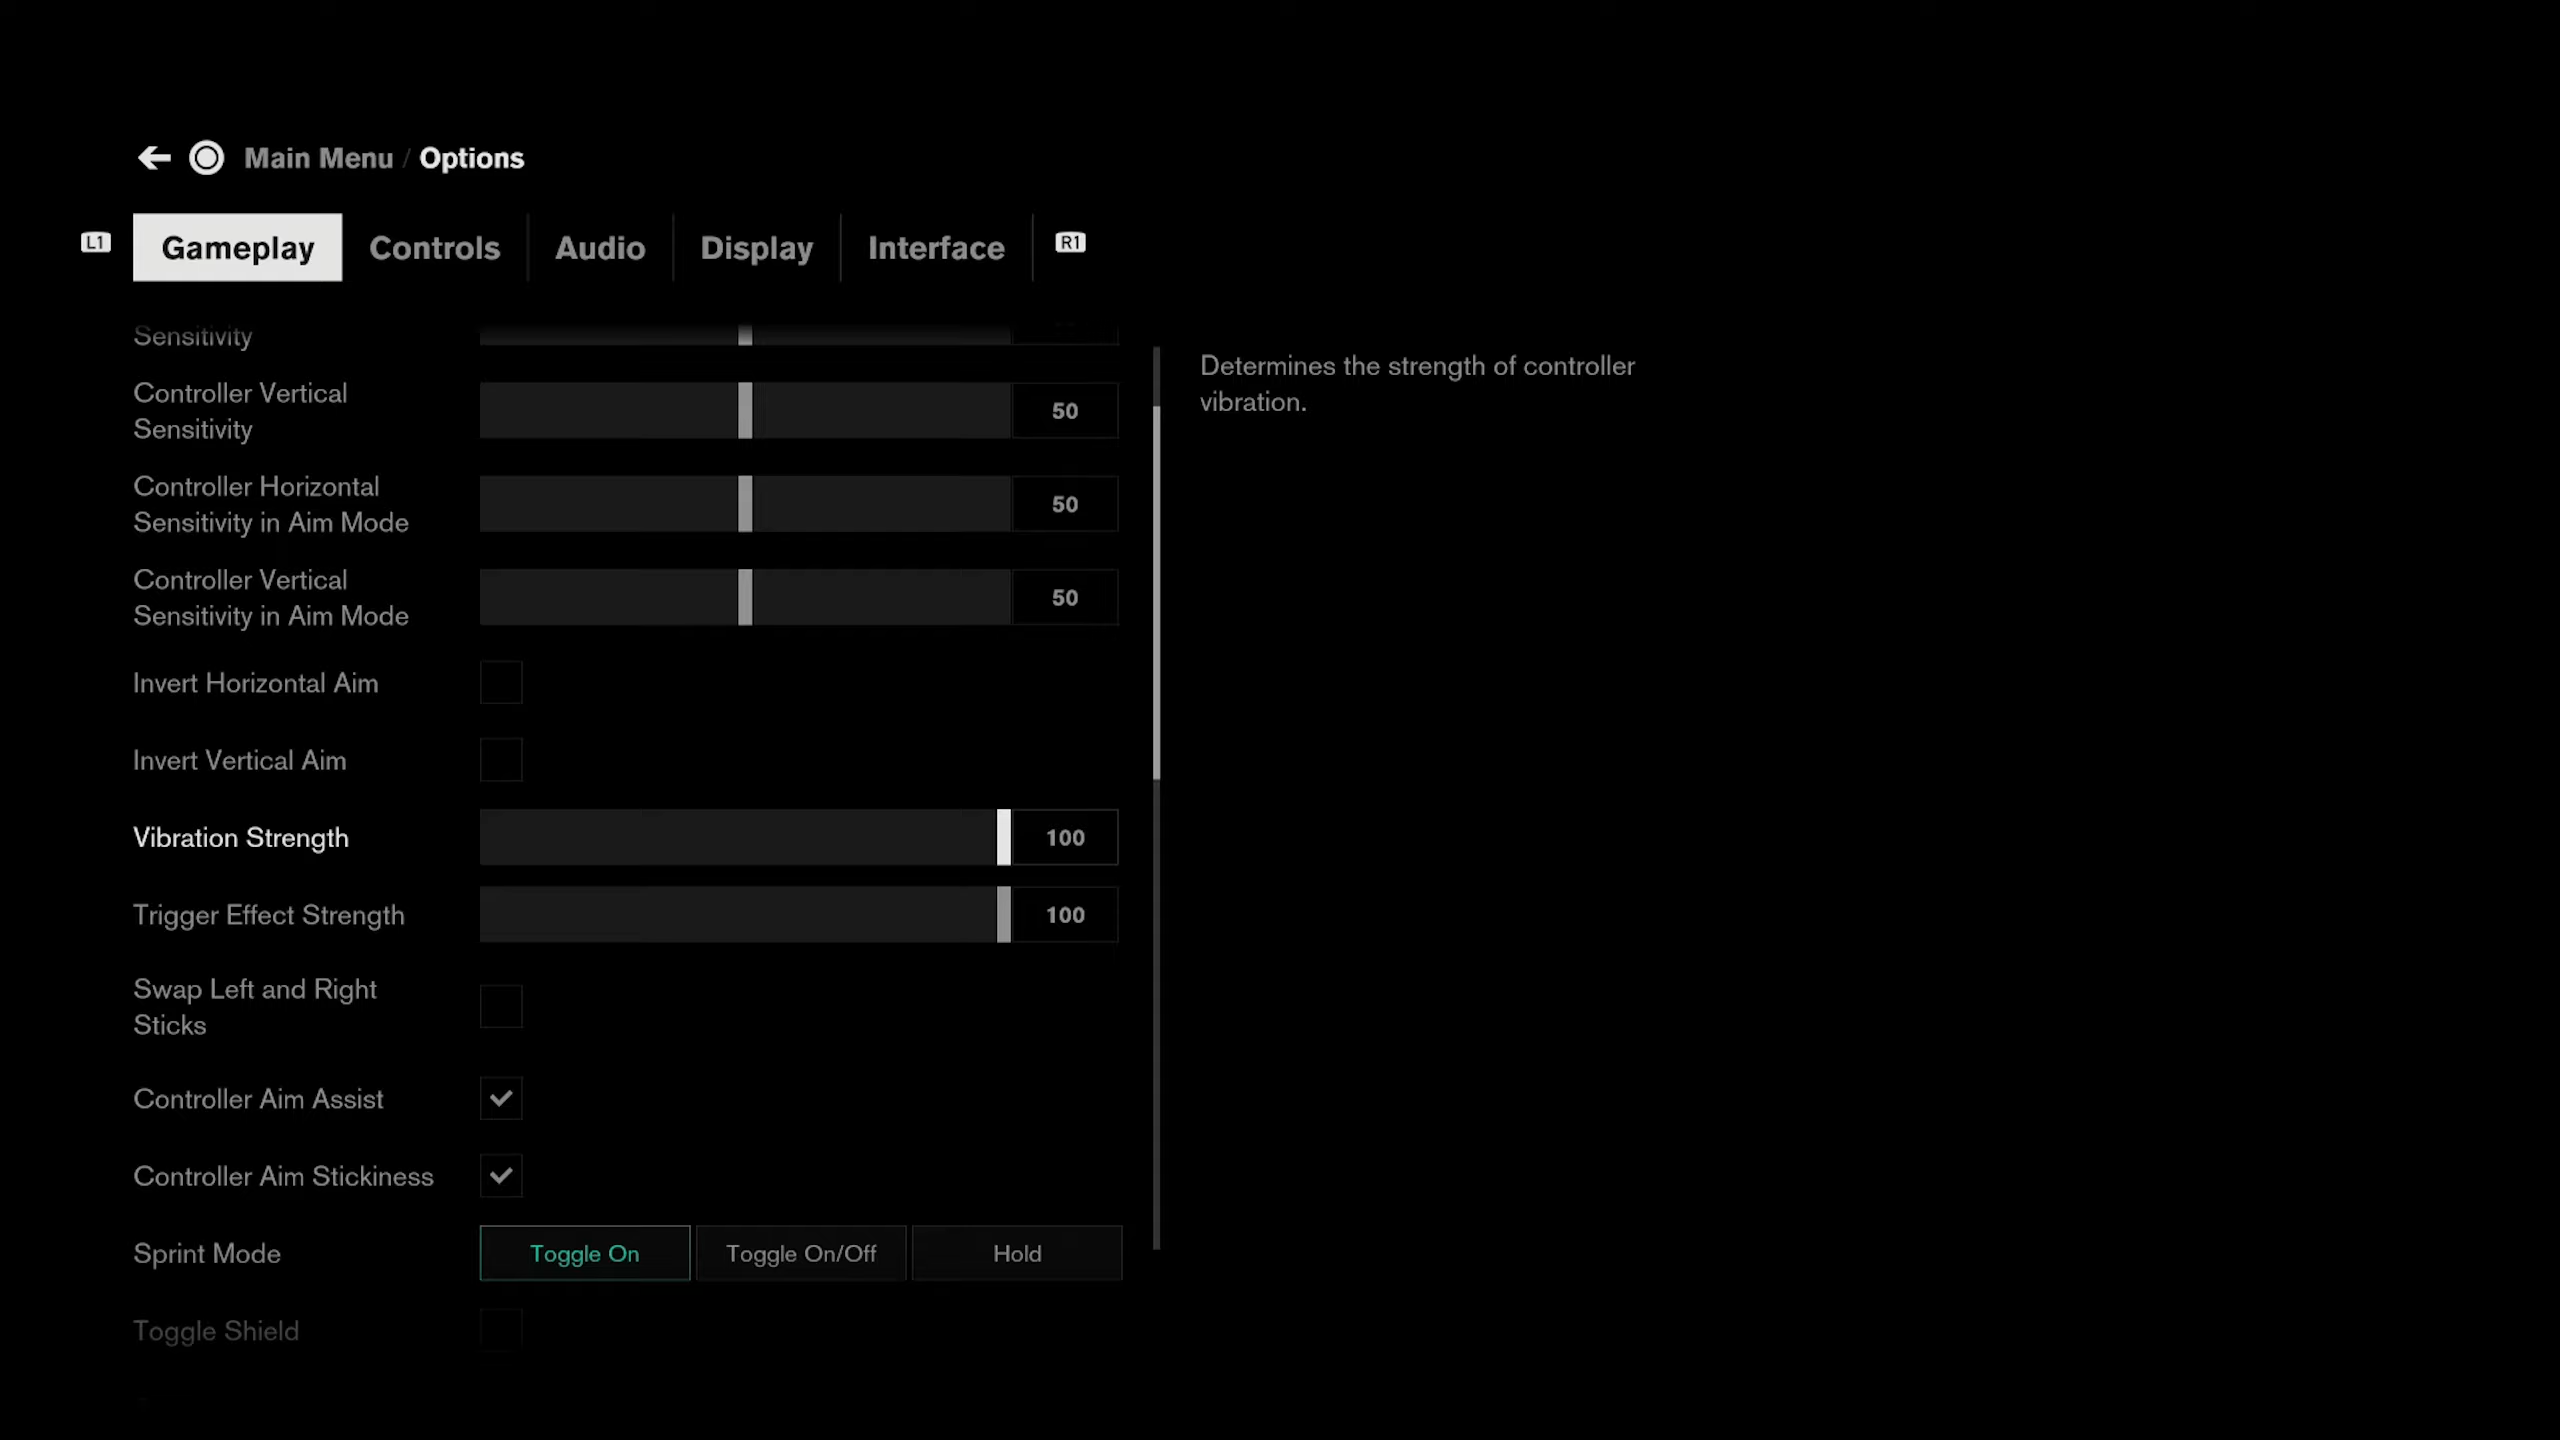 Main Menu / Options
L1 Gameplay Controls Audio Display Interface R1
Sensitivity
Determines the strength of controller
vibration.
Controller Vertical
Sensitivity
50
Controller Horizontal
Sensitivity in Aim Mode
50
Controller Vertical
Sensitivity in Aim Mode
50
Invert Horizontal Aim
Invert Vertical Aim
Vibration Strength 100
Trigger Effect Strength 100
Swap Left and Right
Sticks
Controller Aim Assist
Controller Aim Stickiness
Sprint Mode Toggle On Toggle On/Off Hold
Toggle Shield